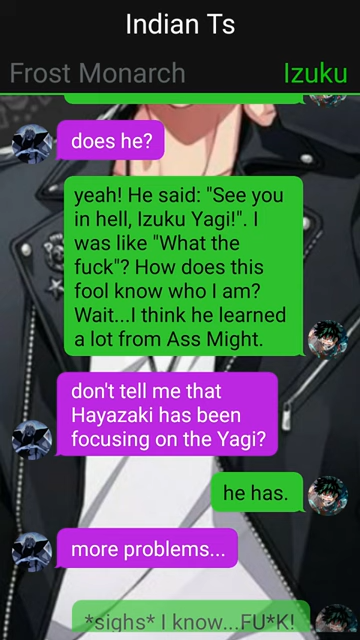 Indian Ts
Frost Monarch Izuku
does he?
yeah! He said: "See you
in hell, Izuku Yagi!". I
was like "What the
fuck"? How does this
fool know who I am?
Wait...I think he learned
a lot from Ass Might.
don't tell me that
Hayazaki has been
focusing on the Yagi?
he has.
more problems...
*sighs* I know...FU*K!